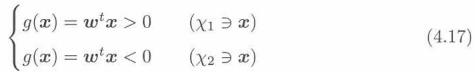 g(x) = wᵗx > 0 (χ₁ ∋ x)
g(x) = wᵗx < 0 (χ₂ ∋ x)
(4.17)